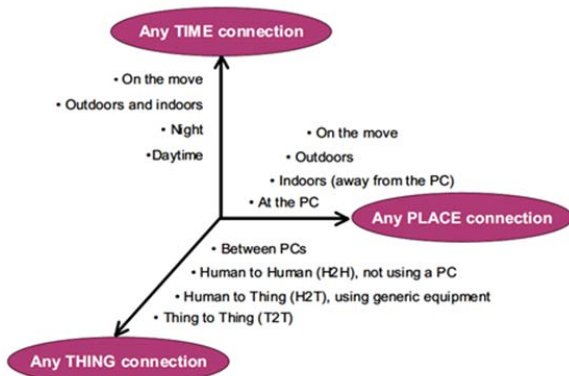 Any TIME connection
• On the move
• Outdoors and indoors
• Night
•Daytime
• On the move
• Outdoors
• Indoors (away from the PC)
• At the PC
Any PLACE connection
• Between PCs
• Human to Human (H2H), not using a PC
• Human to Thing (H2T), using generic equipment
• Thing to Thing (T2T)
Any THING connection